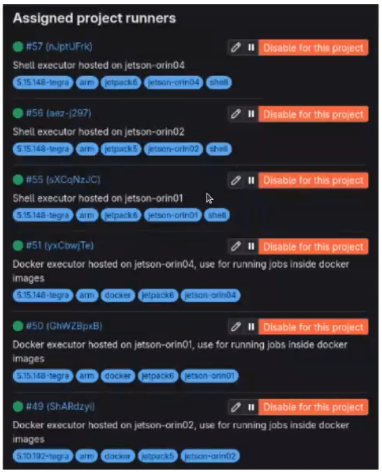 Assigned project runners
#57 (nJptUFrk)
Disable for this project
Shell executor hosted on jetson-orin04
5.15.148-tegra arm jetpack6 jetson-orin04 shell
#56 (aez-j297)
Disable for this project
Shell executor hosted on jetson-orin02
5.15.148-tegra arm jetpack5 jetson-orin02 shell
#55 (sXCqNzJC)
Disable for this project
Shell executor hosted on jetson-orin01
5.15.148-tegra arm jetpack6 jetson-orin01 shell
#51 (yxCbwjTe)
Disable for this project
Docker executor hosted on jetson-orin04, use for running jobs inside docker
images
5.15.148-tegra arm docker jetpack6 jetson-orin04
#50 (GhWZBpxB)
Disable for this project
Docker executor hosted on jetson-orin01, use for running jobs inside docker
images
5.15.148-tegra arm docker jetpack6 jetson-orin01
#49 (ShARdzyi)
Disable for this project
Docker executor hosted on jetson-orin02, use for running jobs inside docker
images
5.10.192-tegra arm docker jetpack5 jetson-orin02